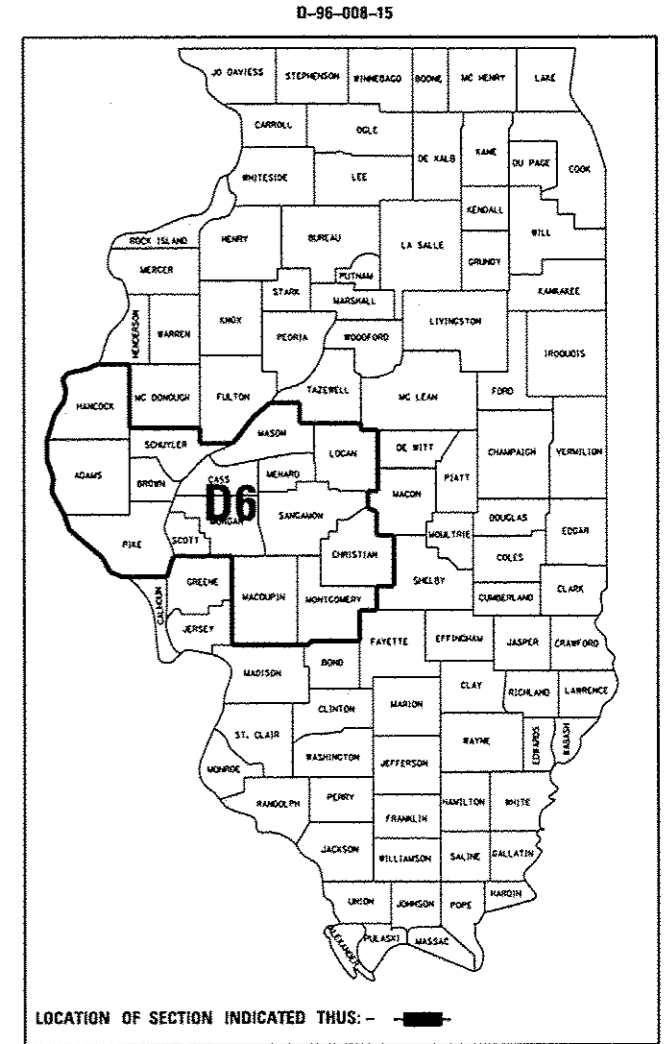 D-96-008-15
JO DAVIESS STEPHENSON WINNEBAGO BOONE MC HENRY LAKE
CARROLL OGLE DE KALB KANE DU PAGE COOK
WHITESIDE LEE KENDALL WILL
ROCK ISLAND HENRY BUREAU LA SALLE GRUNDY
MERCER PUTNAM KANKAKEE
STARK MARSHALL
HENDERSON WARREN KNOX PEORIA WOODFORD LIVINGSTON IROQUOIS
HANCOCK MC DONOUGH FULTON TAZEWELL MC LEAN FORD
SCHUYLER MASON LOGAN DE WITT CHAMPAIGN VERMILION
ADAMS BROWN CASS MENARD MACON PIATT
D6
MORGAN SANGAMON DOUGLAS
PIKE SCOTT CHRISTIAN MOULTRIE COLES EDGAR
GREENE MACOUPIN MONTGOMERY SHELBY CUMBERLAND CLARK
CALHOUN JERSEY FAYETTE EFFINGHAM JASPER CRAWFORD
MADISON BOND CLAY RICHLAND LAWRENCE
CLINTON MARION
ST. CLAIR WASHINGTON JEFFERSON WAYNE EDWARDS WABASH
MONROE RANDOLPH PERRY HAMILTON WHITE
FRANKLIN
JACKSON WILLIAMSON SALINE GALLATIN
UNION JOHNSON POPE HARDIN
ALEXANDER PULASKI MASSAC
LOCATION OF SECTION INDICATED THUS: -